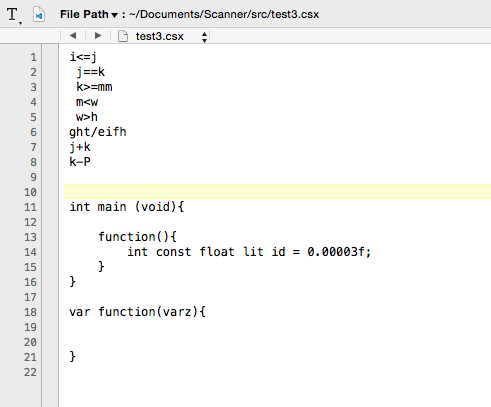 T. File Path ▾ : ~/Documents/Scanner/src/test3.csx
◀ ▶ test3.csx
1 i<=j
2  j==k
3  k>=mm
4  m<w
5  w>h
6 ght/eifh
7 j+k
8 k-P
9
10
11 int main (void){
12
13     function(){
14         int const float lit id = 0.00003f;
15     }
16 }
17
18 var function(varz){
19
20
21 }
22